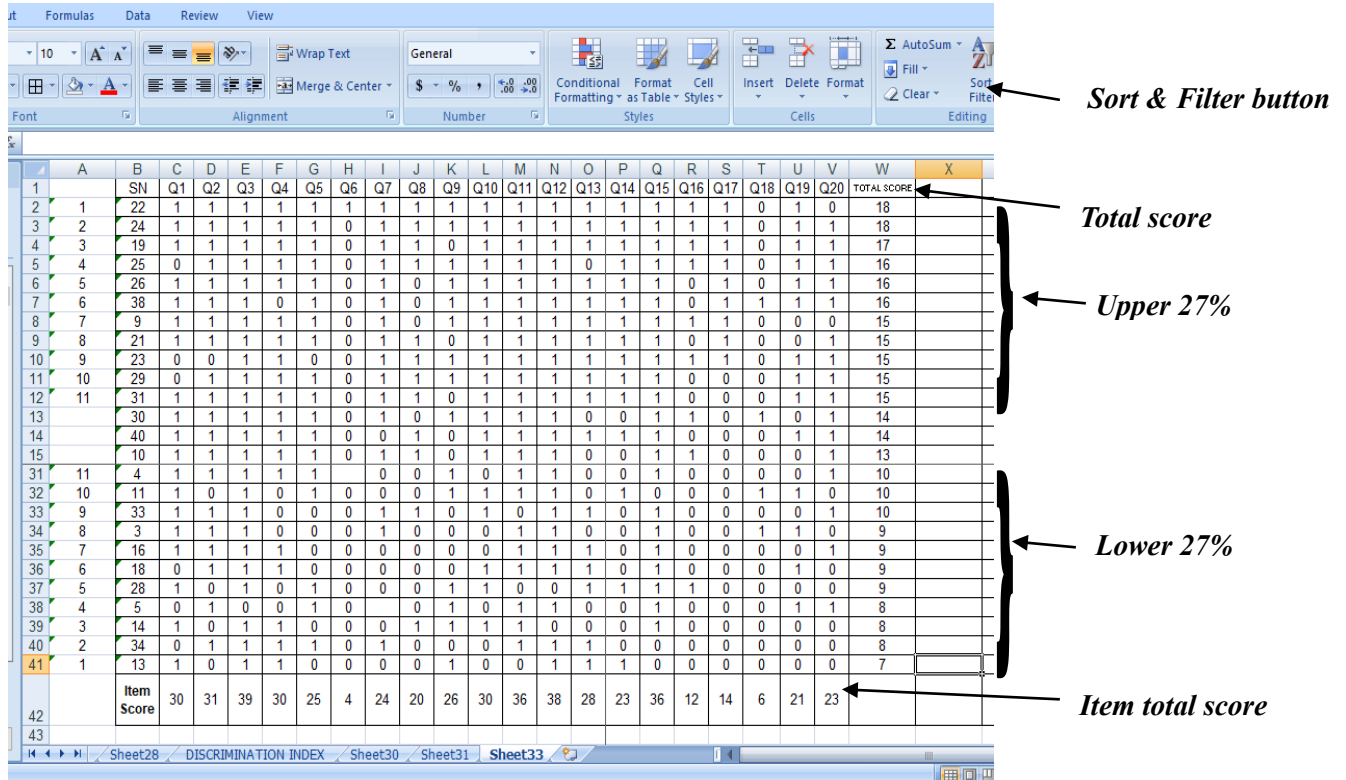 ut Formulas Data Review View
10 A A Wrap Text General Σ AutoSum A Z
Fill
A Merge & Center $ % , Conditional Formatting Format as Table Cell Styles Insert Delete Format Clear Sort Filter
Font Alignment Number Styles Cells Editing
Sort & Filter button
A B C D E F G H I J K L M N O P Q R S T U V W X
1 SN Q1 Q2 Q3 Q4 Q5 Q6 Q7 Q8 Q9 Q10 Q11 Q12 Q13 Q14 Q15 Q16 Q17 Q18 Q19 Q20 TOTAL SCORE
2 1 22 1 1 1 1 1 1 1 1 1 1 1 1 1 1 1 1 1 0 1 0 18
3 2 24 1 1 1 1 1 0 1 1 1 1 1 1 1 1 1 1 1 0 1 1 18
4 3 19 1 1 1 1 1 0 1 1 0 1 1 1 1 1 1 1 1 0 1 1 17
5 4 25 0 1 1 1 1 0 1 1 1 1 1 1 0 1 1 1 1 0 1 1 16
6 5 26 1 1 1 1 1 0 1 0 1 1 1 1 1 1 1 0 1 0 1 1 16
7 6 38 1 1 1 0 1 0 1 0 1 1 1 1 1 1 1 0 1 1 1 1 16
8 7 9 1 1 1 1 1 0 1 0 1 1 1 1 1 1 1 1 1 0 0 0 15
9 8 21 1 1 1 1 1 0 1 1 0 1 1 1 1 1 1 0 1 0 0 1 15
10 9 23 0 0 1 1 0 0 1 1 1 1 1 1 1 1 1 1 1 0 1 1 15
11 10 29 0 1 1 1 1 0 1 1 1 1 1 1 1 1 1 0 0 0 1 1 15
12 11 31 1 1 1 1 1 0 1 1 0 1 1 1 1 1 1 0 0 0 1 1 15
13 30 1 1 1 1 1 0 1 0 1 1 1 1 0 0 1 1 0 1 0 1 14
14 40 1 1 1 1 1 0 0 1 0 1 1 1 1 1 1 0 0 0 1 1 14
15 10 1 1 1 1 1 0 1 1 0 1 1 1 0 0 1 1 0 0 0 1 13
31 11 4 1 1 1 1 1 0 0 1 0 1 1 0 0 1 0 0 0 0 1 10
32 10 11 1 0 1 0 1 0 0 0 1 1 1 1 0 1 0 0 0 1 1 0 10
33 9 33 1 1 1 0 0 0 1 1 0 1 0 1 1 0 1 0 0 0 0 1 10
34 8 3 1 1 1 0 0 0 1 0 0 0 1 1 0 0 1 0 0 1 1 0 9
35 7 16 1 1 1 1 0 0 0 0 0 0 1 1 1 0 1 0 0 0 0 1 9
36 6 18 0 1 1 1 1 0 0 0 0 1 1 1 1 0 1 0 0 0 1 0 9
37 5 28 1 0 1 0 1 0 0 0 1 1 0 0 1 1 1 1 0 0 0 0 9
38 4 5 0 1 0 0 1 0 0 1 0 1 1 0 0 1 0 0 0 1 1 8
39 3 14 1 0 1 1 0 0 0 1 1 1 1 0 0 0 1 0 0 0 0 0 8
40 2 34 0 1 1 1 1 0 1 0 0 0 1 1 1 0 0 0 0 0 0 0 8
41 1 13 1 0 1 1 0 0 0 0 1 0 0 1 1 1 0 0 0 0 0 0 7
42 Item Score 30 31 39 30 25 4 24 20 26 30 36 38 28 23 36 12 14 6 21 23
43
Total score
Upper 27%
Lower 27%
Item total score
Sheet28 DISCRIMINATION INDEX Sheet30 Sheet31 Sheet33